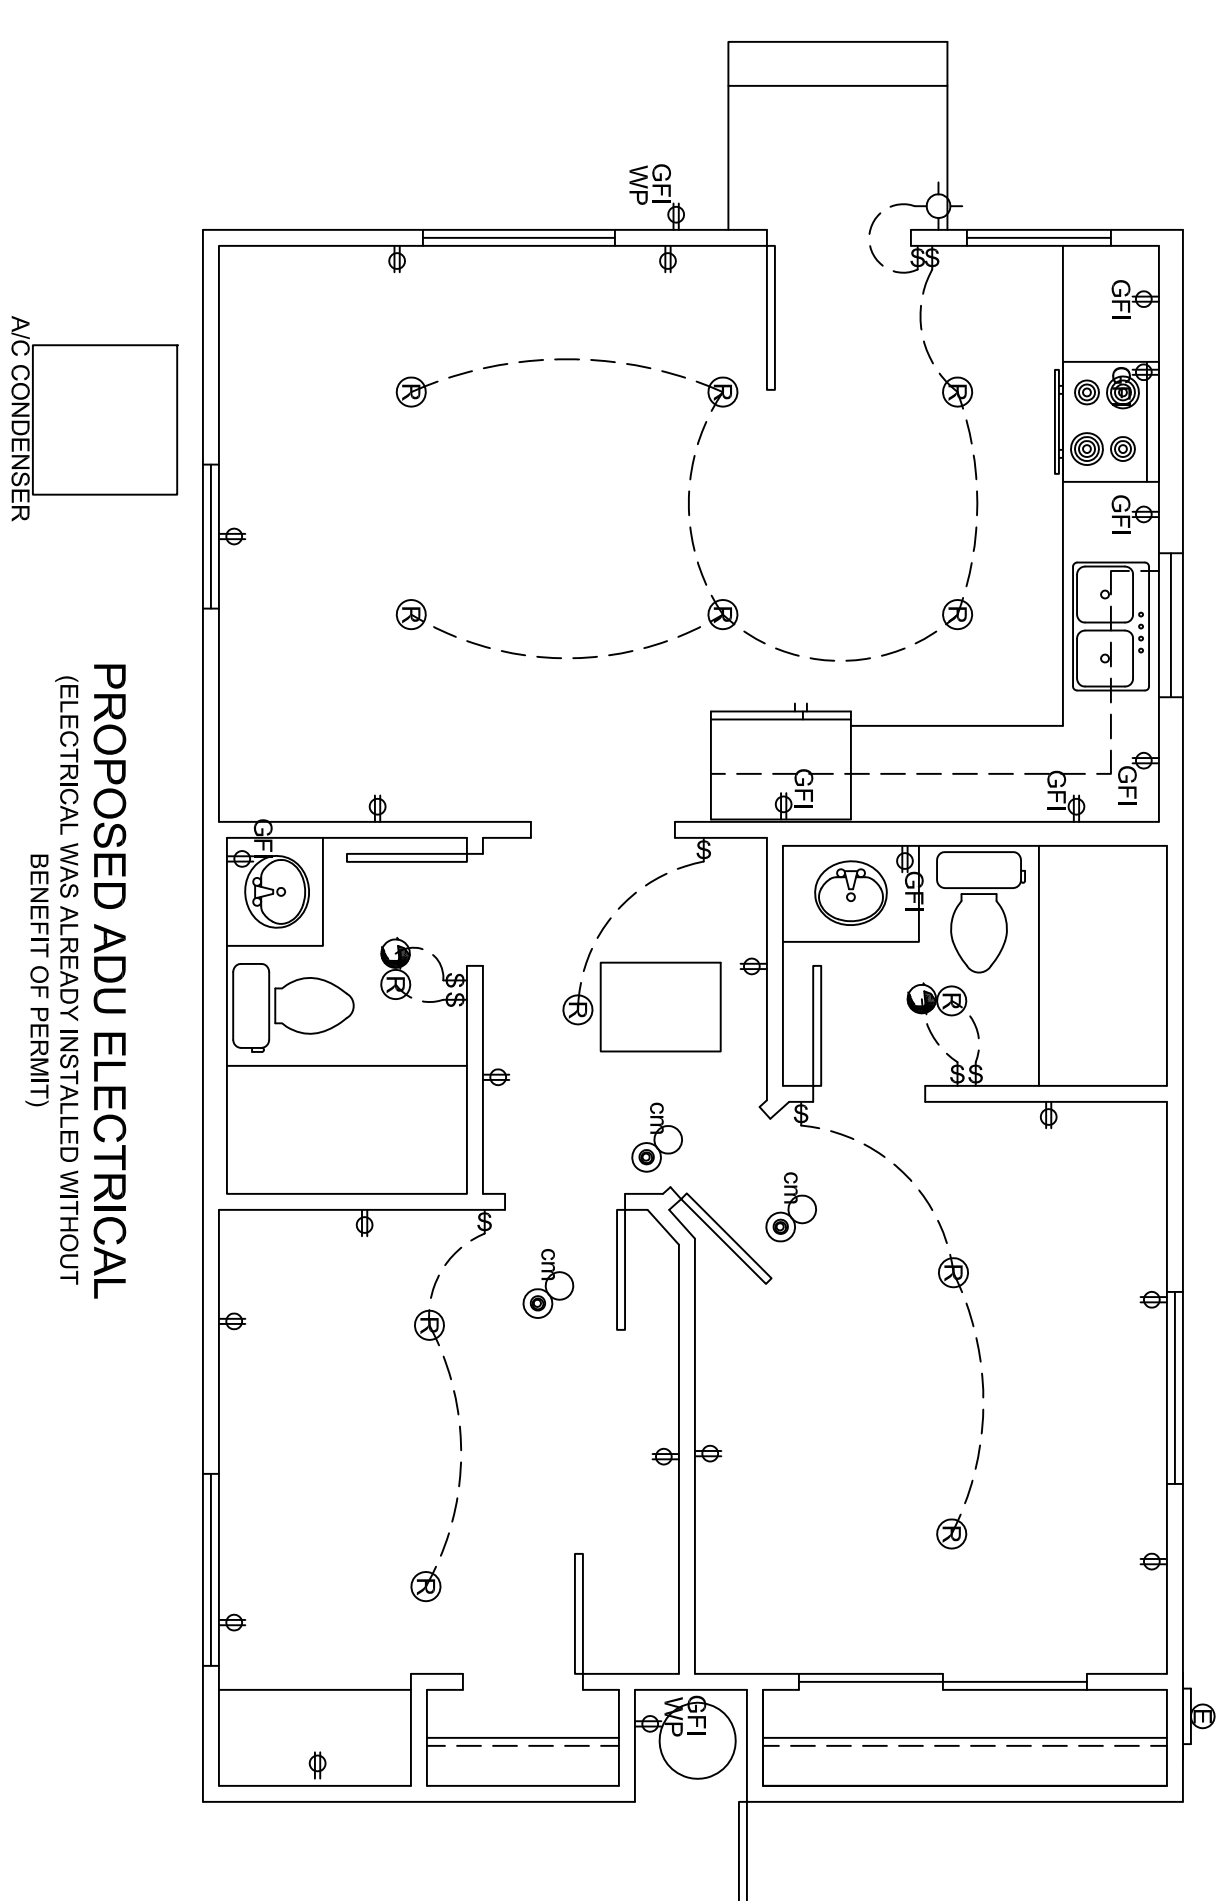 E
GFI
GFI
GFI
GFI
GFI
$$
R
R
R
R
R
$$
GFI
GFI
$
cm
R
R
$
GFI
WP
GFI
WP
cm
R
cm
$
$$
R
R
R
R
R
GFI
PROPOSED ADU ELECTRICAL
(ELECTRICAL WAS ALREADY INSTALLED WITHOUT
BENEFIT OF PERMIT)
A/C CONDENSER